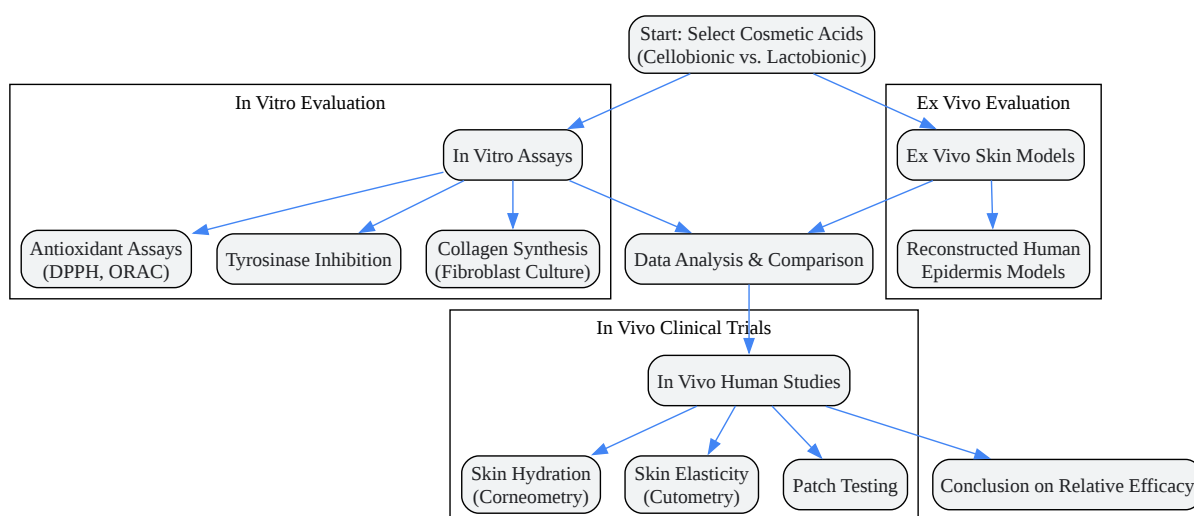 Start: Select Cosmetic Acids
(Cellobionic vs. Lactobionic)
In Vitro Evaluation
Ex Vivo Evaluation
In Vitro Assays
Ex Vivo Skin Models
Antioxidant Assays
(DPPH, ORAC)
Tyrosinase Inhibition
Collagen Synthesis
(Fibroblast Culture)
Data Analysis & Comparison
Reconstructed Human
Epidermis Models
In Vivo Clinical Trials
In Vivo Human Studies
Skin Hydration
(Corneometry)
Skin Elasticity
(Cutometry)
Patch Testing
Conclusion on Relative Efficacy